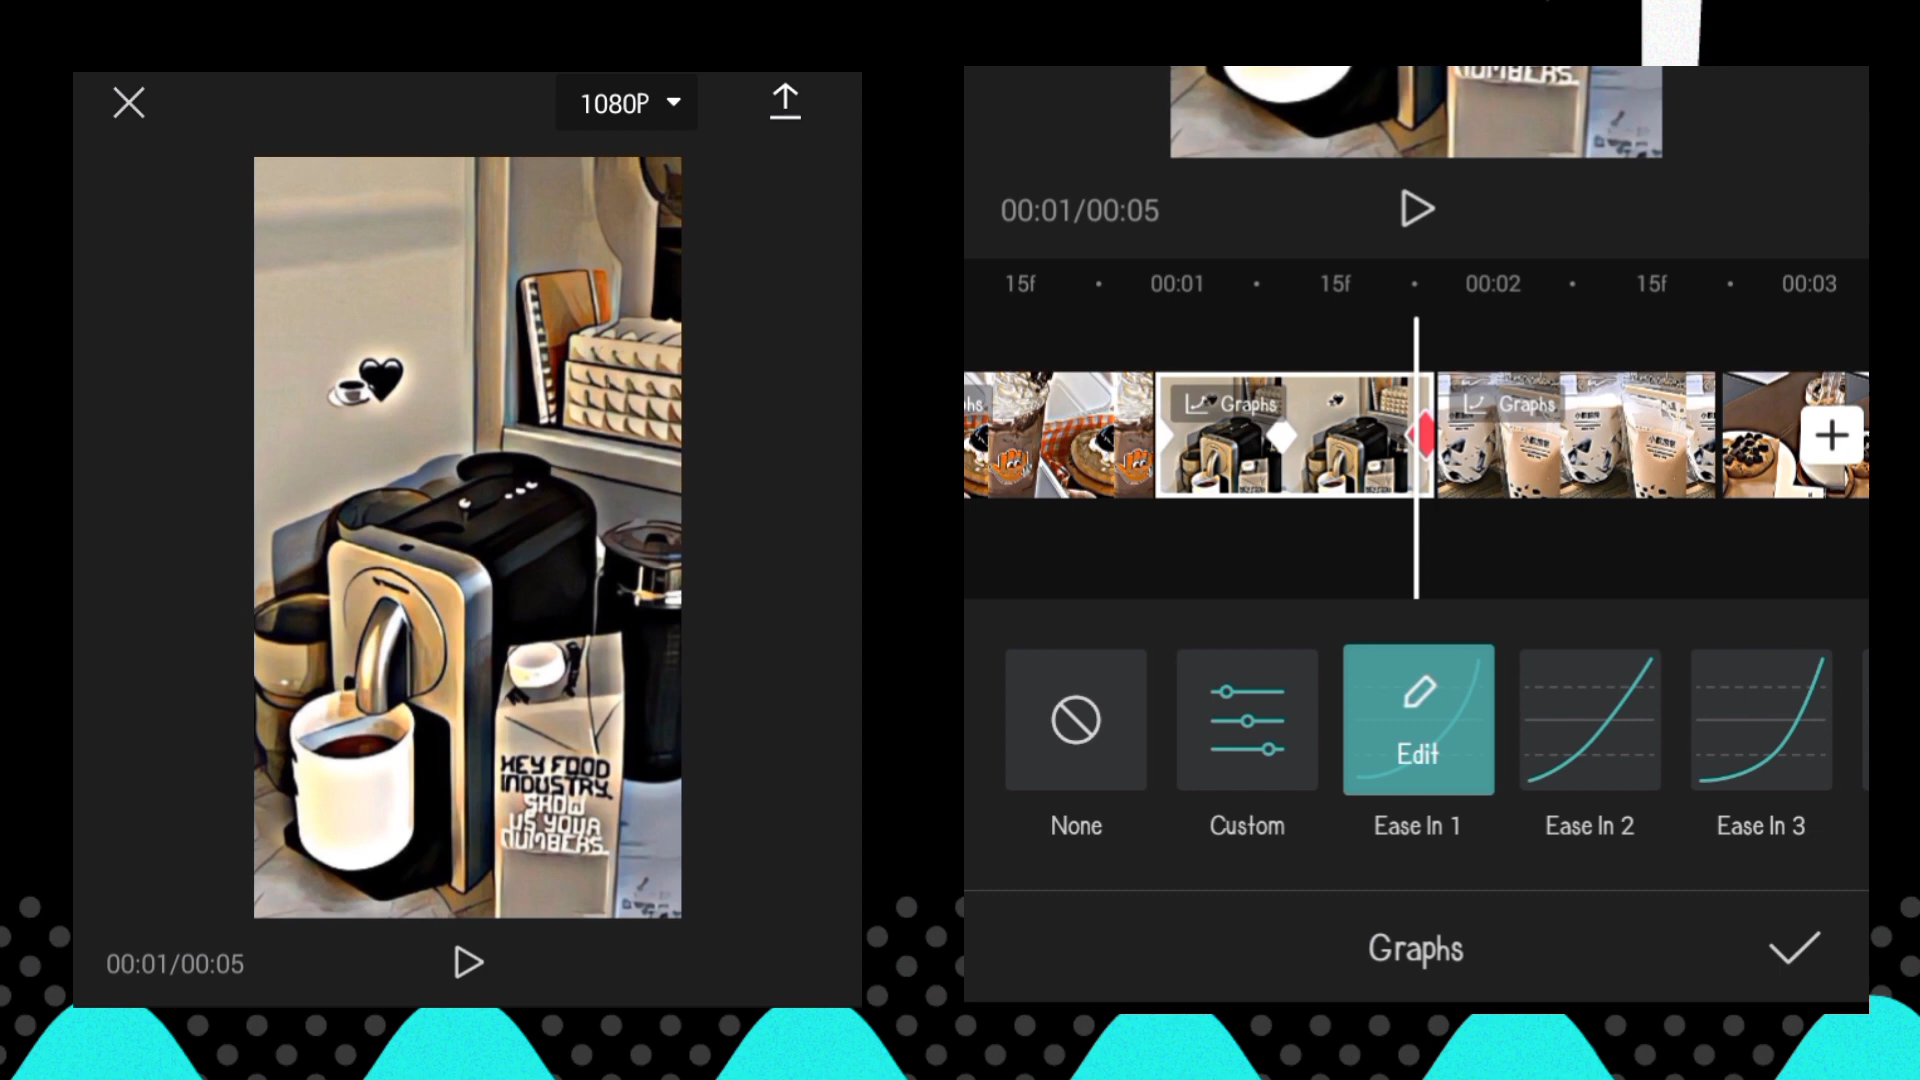 1080P
HEY FOOD
INDUSTRY.
SHOW
US YOUR
NUMBERS.
00:01/00:05
NUMBERS.
00:01/00:05
15f 00:01 15f 00:02 15f 00:03
hs Graphs Graphs
Edit
None Custom Ease In 1 Ease In 2 Ease In 3
Graphs